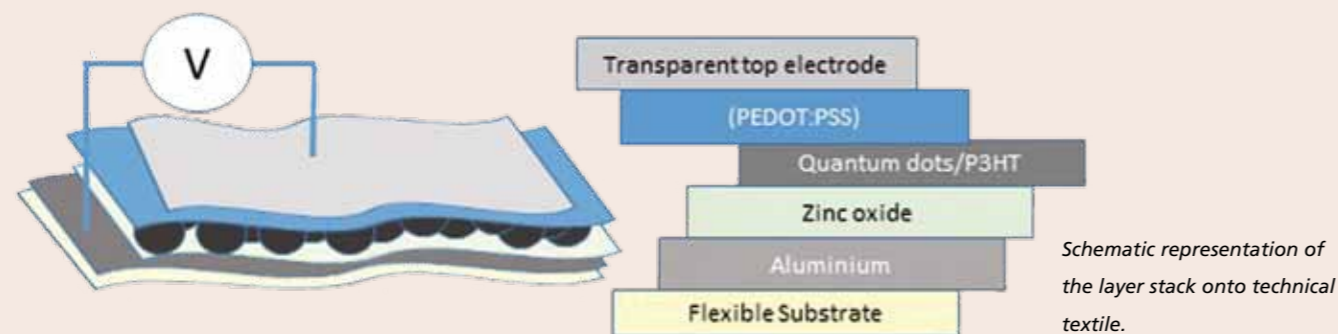 V
Transparent top electrode
(PEDOT:PSS)
Quantum dots/P3HT
Zinc oxide
Aluminium
Flexible Substrate
Schematic representation of
the layer stack onto technical
textile.